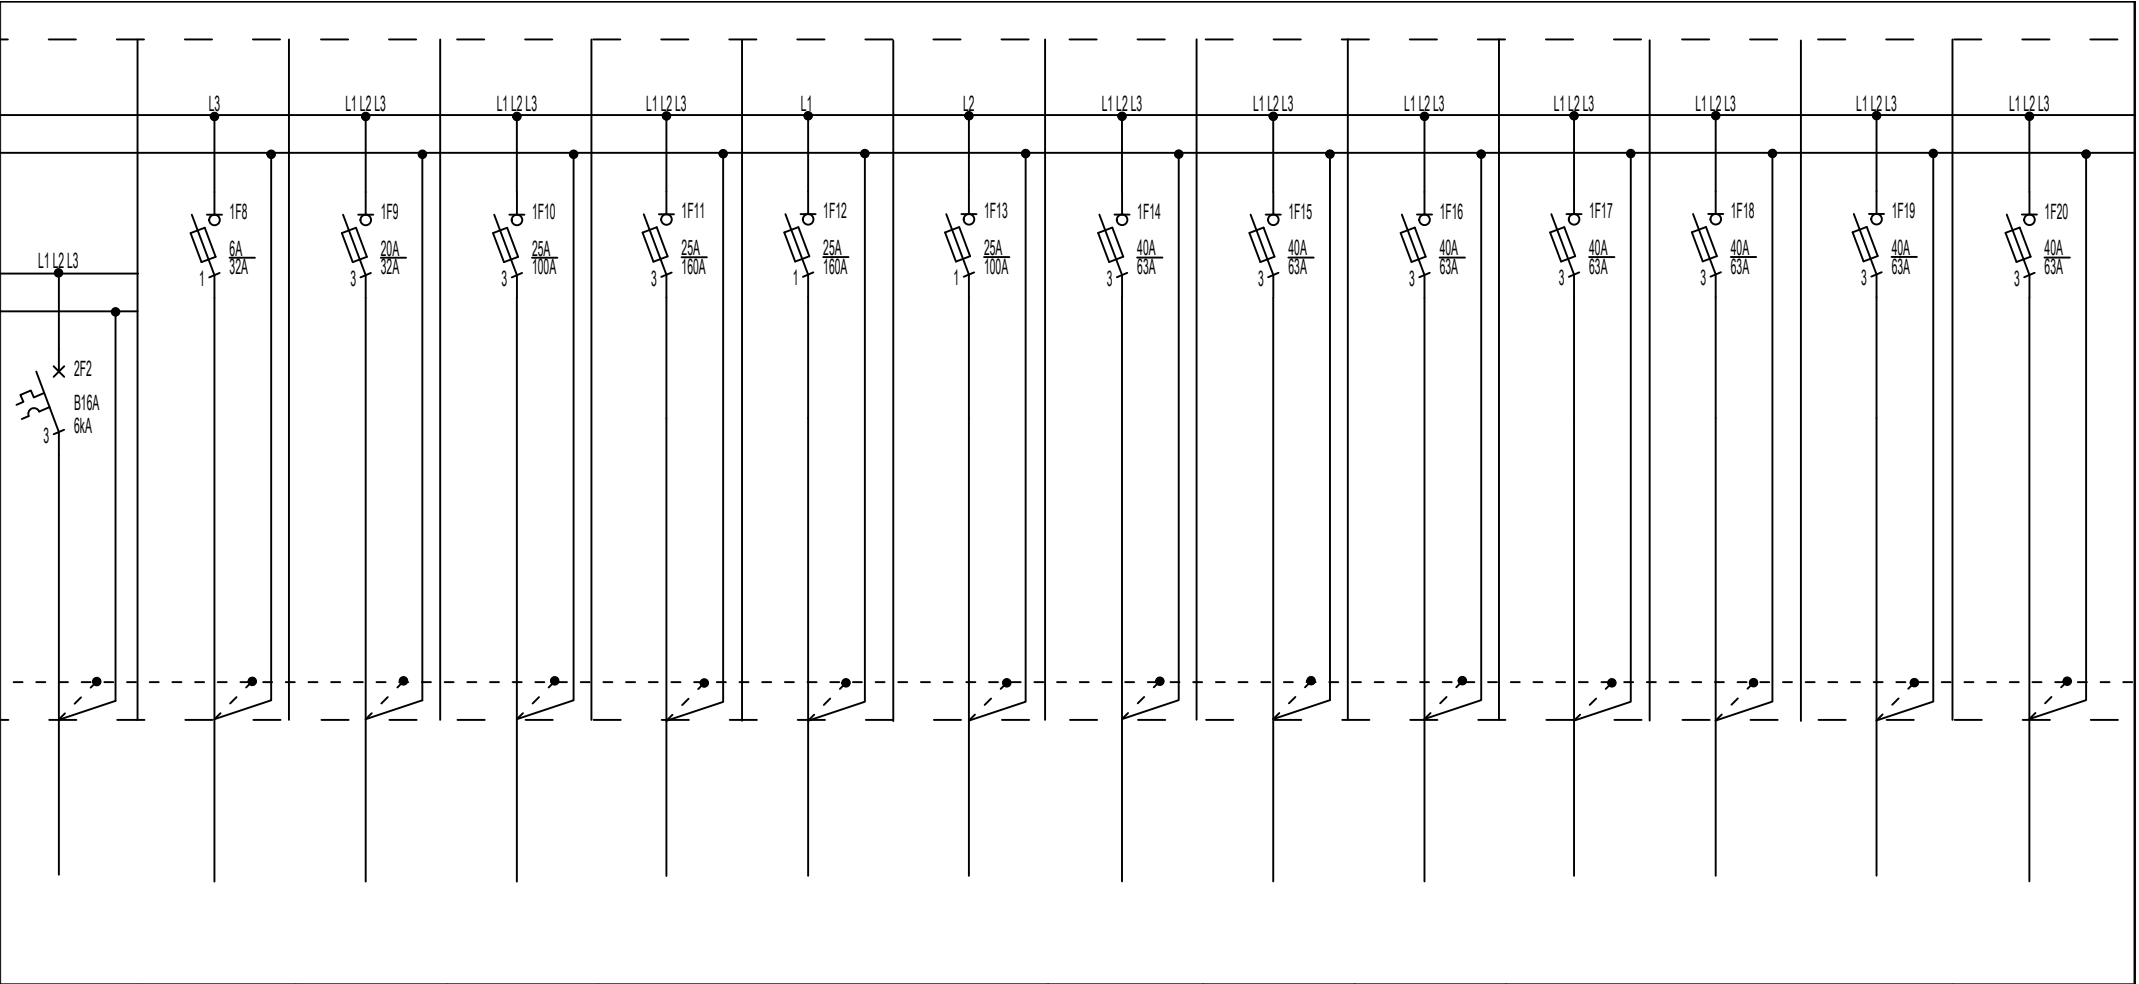 L3
L1 L2 L3
L1 L2 L3
L1 L2 L3
L1
L2
L1 L2 L3
L1 L2 L3
L1 L2 L3
L1 L2 L3
L1 L2 L3
L1 L2 L3
L1 L2 L3
L1 L2 L3
2F2
B16A
6kA
3
1F8
6A
32A
1
1F9
20A
32A
3
1F10
25A
100A
3
1F11
25A
160A
3
1F12
25A
160A
1
1F13
25A
100A
1
1F14
40A
63A
3
1F15
40A
63A
3
1F16
40A
63A
3
1F17
40A
63A
3
1F18
40A
63A
3
1F19
40A
63A
3
1F20
40A
63A
3